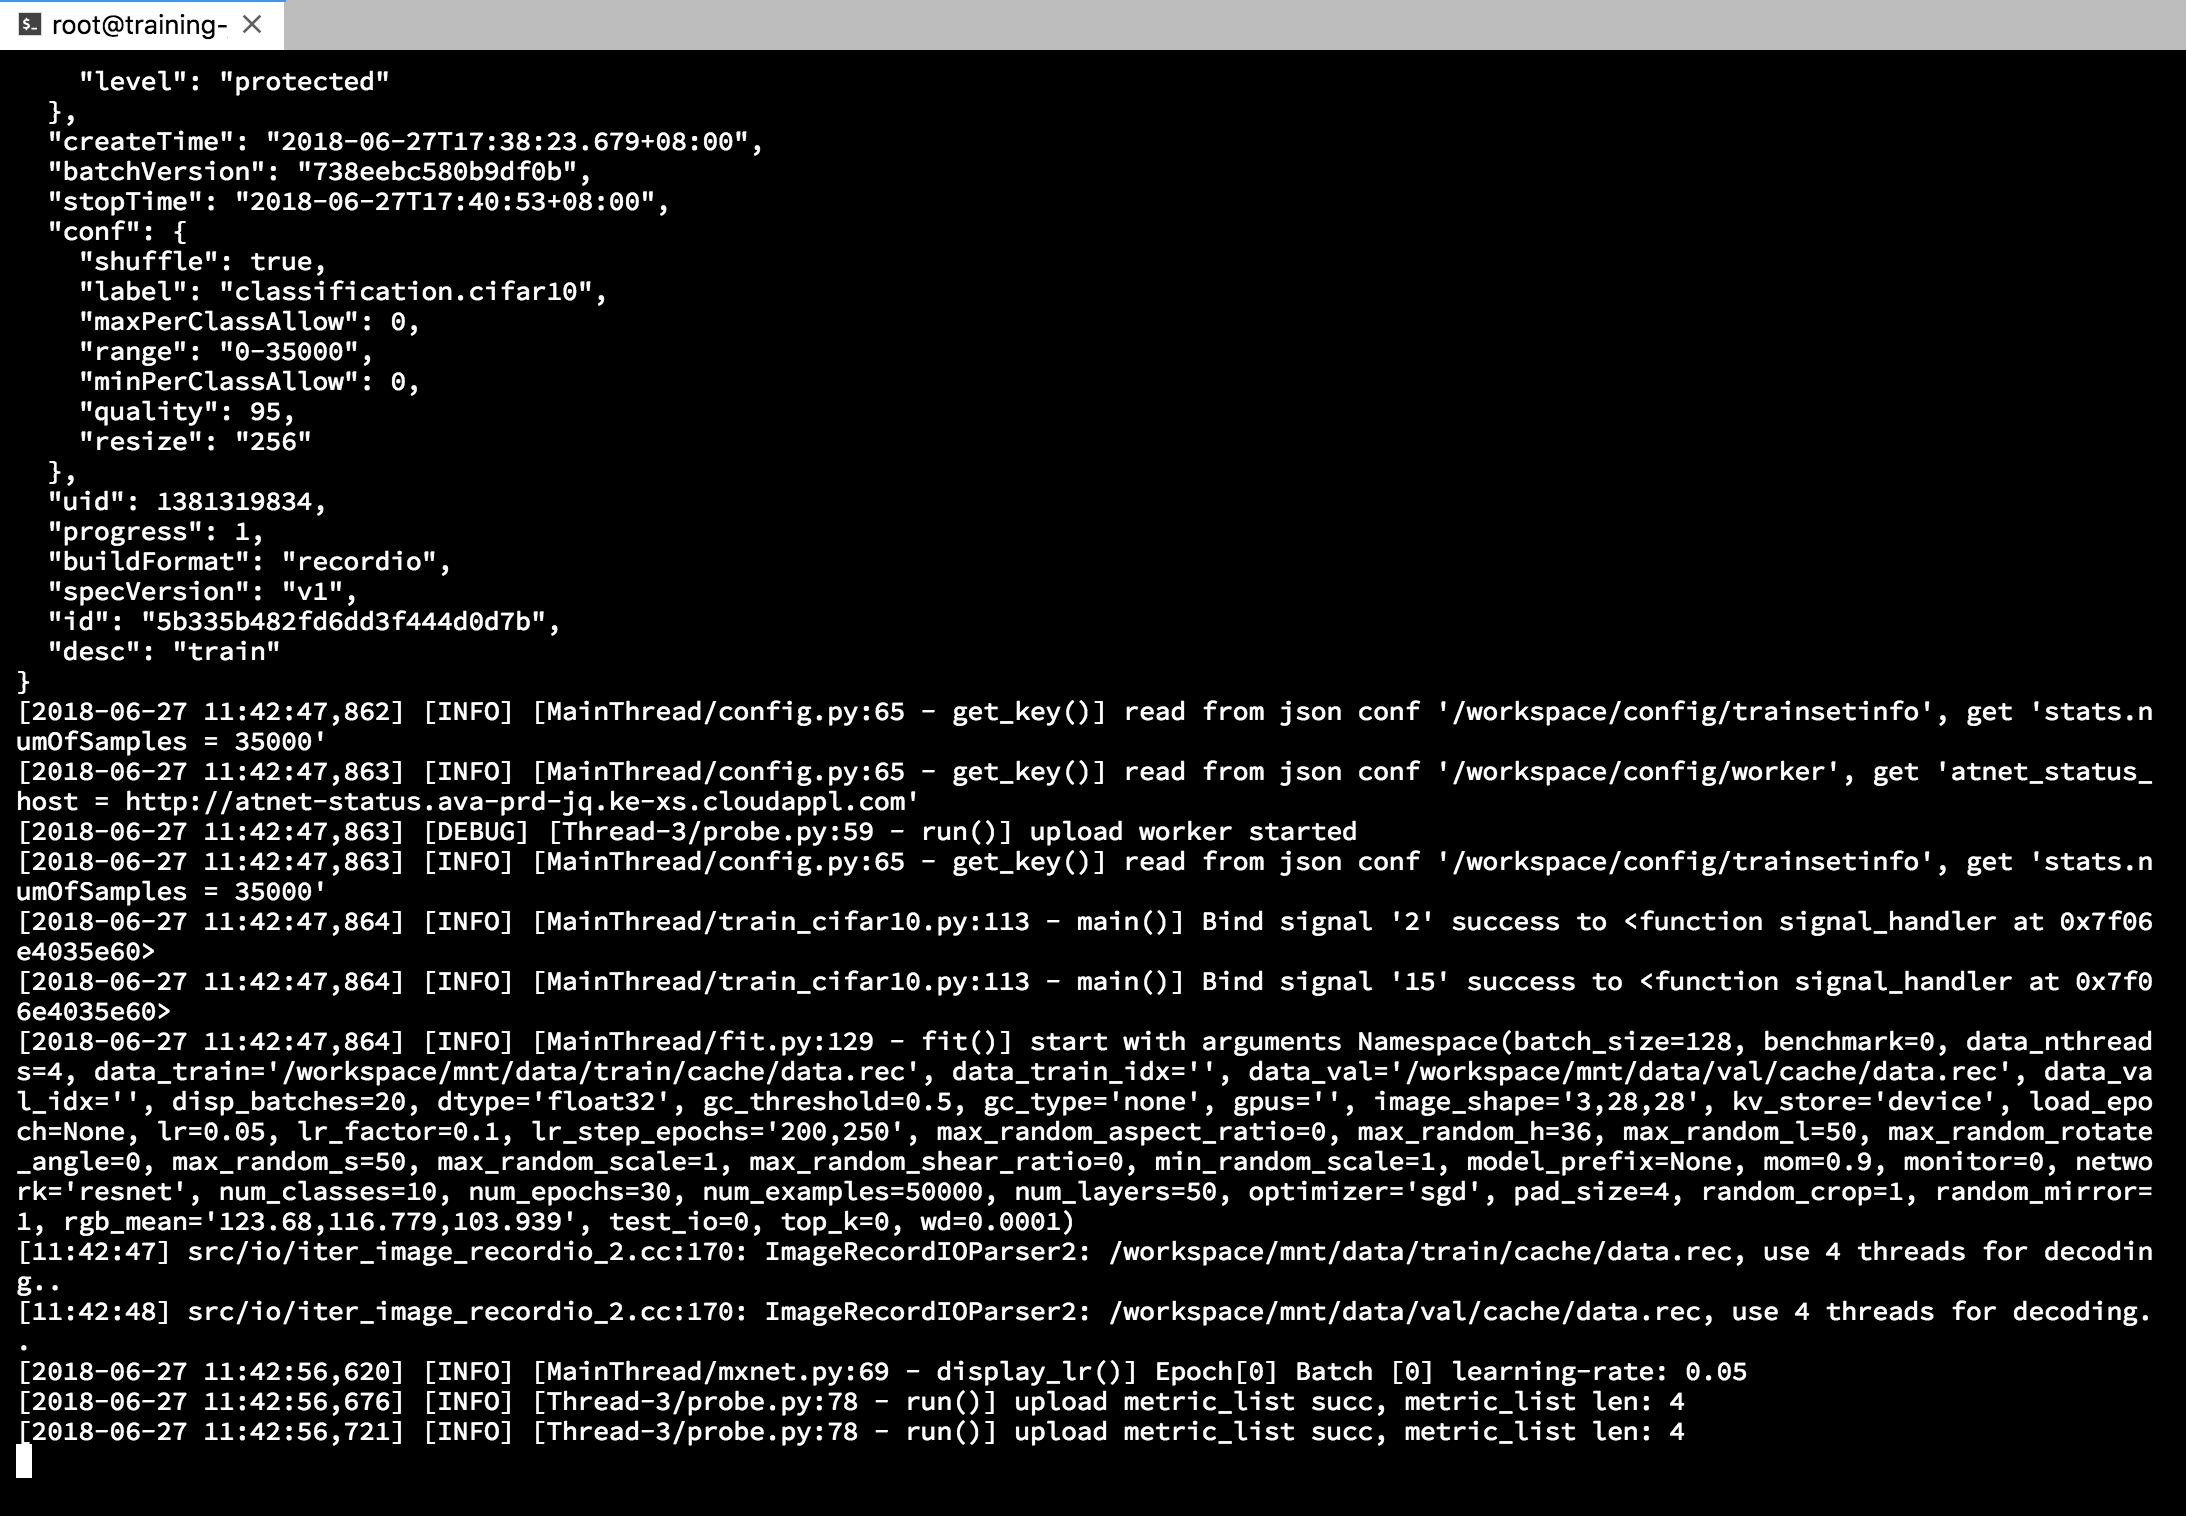 root@training-
    "level": "protected"
  },
  "createTime": "2018-06-27T17:38:23.679+08:00",
  "batchVersion": "738eebc580b9df0b",
  "stopTime": "2018-06-27T17:40:53+08:00",
  "conf": {
    "shuffle": true,
    "label": "classification.cifar10",
    "maxPerClassAllow": 0,
    "range": "0-35000",
    "minPerClassAllow": 0,
    "quality": 95,
    "resize": "256"
  },
  "uid": 1381319834,
  "progress": 1,
  "buildFormat": "recordio",
  "specVersion": "v1",
  "id": "5b335b482fd6dd3f444d0d7b",
  "desc": "train"
}
[2018-06-27 11:42:47,862] [INFO] [MainThread/config.py:65 - get_key()] read from json conf '/workspace/config/trainsetinfo', get 'stats.n
umOfSamples = 35000'
[2018-06-27 11:42:47,863] [INFO] [MainThread/config.py:65 - get_key()] read from json conf '/workspace/config/worker', get 'atnet_status_
host = http://atnet-status.ava-prd-jq.ke-xs.cloudappl.com'
[2018-06-27 11:42:47,863] [DEBUG] [Thread-3/probe.py:59 - run()] upload worker started
[2018-06-27 11:42:47,863] [INFO] [MainThread/config.py:65 - get_key()] read from json conf '/workspace/config/trainsetinfo', get 'stats.n
umOfSamples = 35000'
[2018-06-27 11:42:47,864] [INFO] [MainThread/train_cifar10.py:113 - main()] Bind signal '2' success to <function signal_handler at 0x7f06
e4035e60>
[2018-06-27 11:42:47,864] [INFO] [MainThread/train_cifar10.py:113 - main()] Bind signal '15' success to <function signal_handler at 0x7f0
6e4035e60>
[2018-06-27 11:42:47,864] [INFO] [MainThread/fit.py:129 - fit()] start with arguments Namespace(batch_size=128, benchmark=0, data_nthread
s=4, data_train='/workspace/mnt/data/train/cache/data.rec', data_train_idx='', data_val='/workspace/mnt/data/val/cache/data.rec', data_va
l_idx='', disp_batches=20, dtype='float32', gc_threshold=0.5, gc_type='none', gpus='', image_shape='3,28,28', kv_store='device', load_epo
ch=None, lr=0.05, lr_factor=0.1, lr_step_epochs='200,250', max_random_aspect_ratio=0, max_random_h=36, max_random_l=50, max_random_rotate
_angle=0, max_random_s=50, max_random_scale=1, max_random_shear_ratio=0, min_random_scale=1, model_prefix=None, mom=0.9, monitor=0, netwo
rk='resnet', num_classes=10, num_epochs=30, num_examples=50000, num_layers=50, optimizer='sgd', pad_size=4, random_crop=1, random_mirror=
1, rgb_mean='123.68,116.779,103.939', test_io=0, top_k=0, wd=0.0001)
[11:42:47] src/io/iter_image_recordio_2.cc:170: ImageRecordIOParser2: /workspace/mnt/data/train/cache/data.rec, use 4 threads for decodin
g..
[11:42:48] src/io/iter_image_recordio_2.cc:170: ImageRecordIOParser2: /workspace/mnt/data/val/cache/data.rec, use 4 threads for decoding.
.
[2018-06-27 11:42:56,620] [INFO] [MainThread/mxnet.py:69 - display_lr()] Epoch[0] Batch [0] learning-rate: 0.05
[2018-06-27 11:42:56,676] [INFO] [Thread-3/probe.py:78 - run()] upload metric_list succ, metric_list len: 4
[2018-06-27 11:42:56,721] [INFO] [Thread-3/probe.py:78 - run()] upload metric_list succ, metric_list len: 4